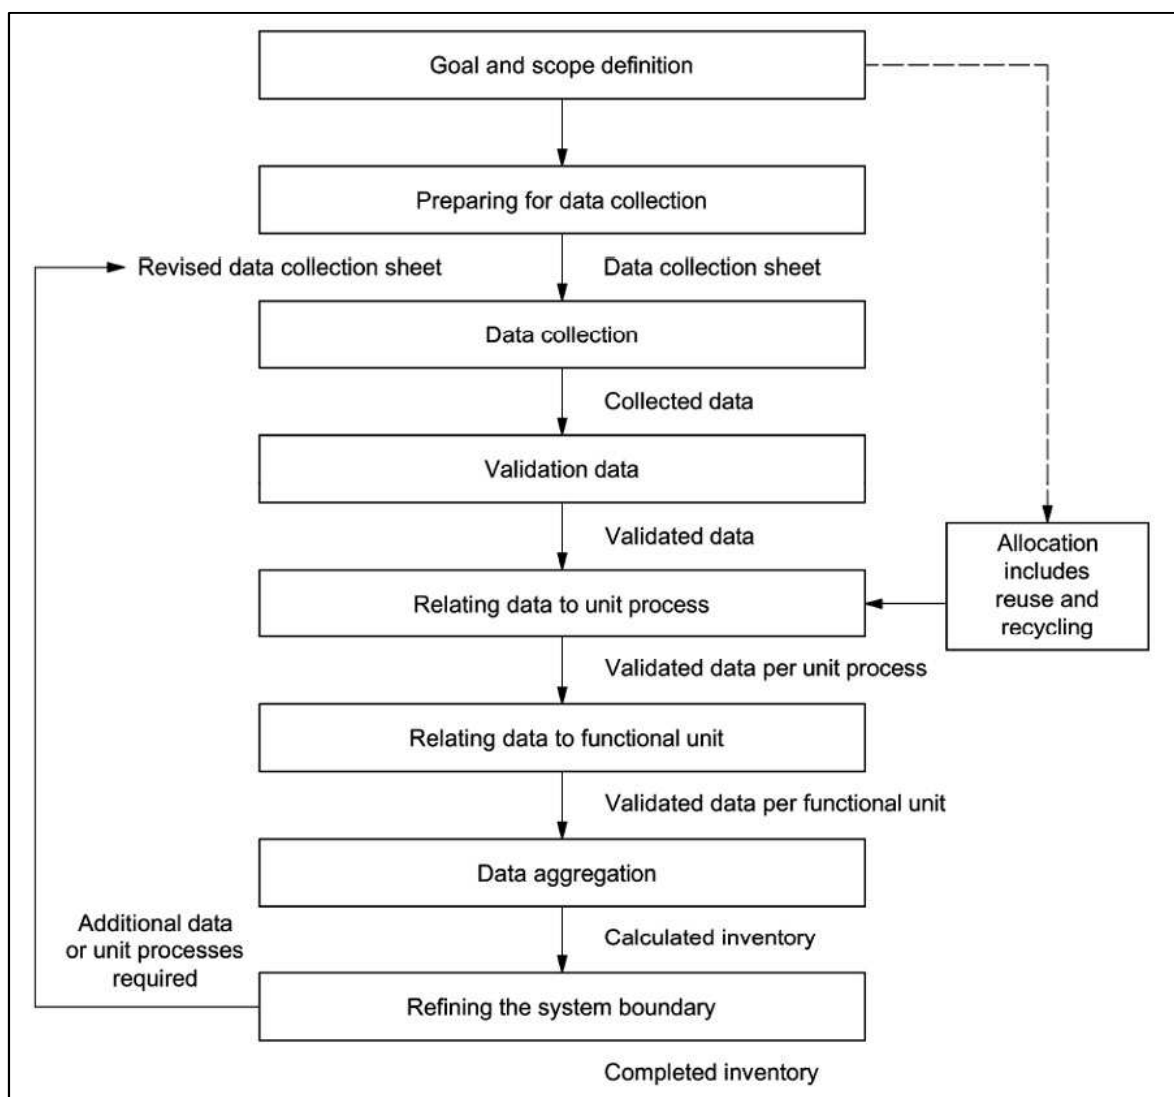 Goal and scope definition
Preparing for data collection
Revised data collection sheet
Data collection sheet
Data collection
Collected data
Validation data
Validated data
Allocation
includes
reuse and
recycling
Relating data to unit process
Validated data per unit process
Relating data to functional unit
Validated data per functional unit
Data aggregation
Additional data
or unit processes
required
Calculated inventory
Refining the system boundary
Completed inventory